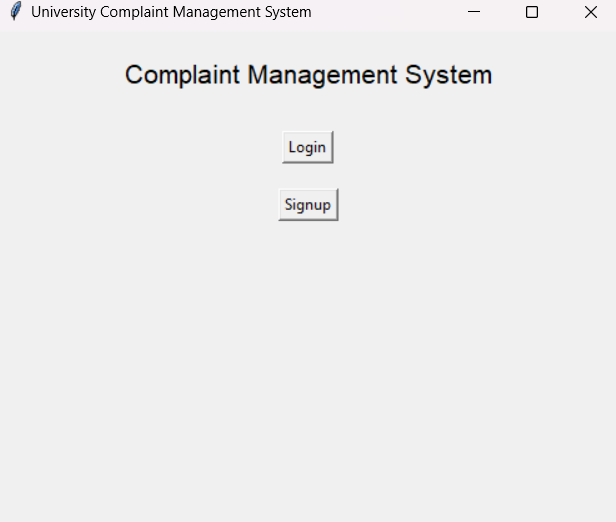 University Complaint Management System
Complaint Management System
Login
Signup